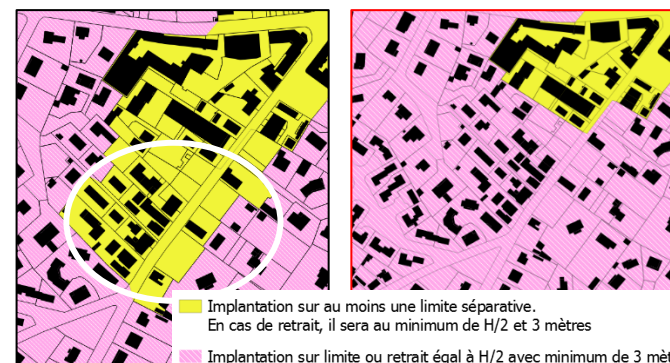 Implantation sur au moins une limite séparative.
En cas de retrait, il sera au minimum de H/2 et 3 mètres
Implantation sur limite ou retrait égal à H/2 avec minimum de 3 mèt